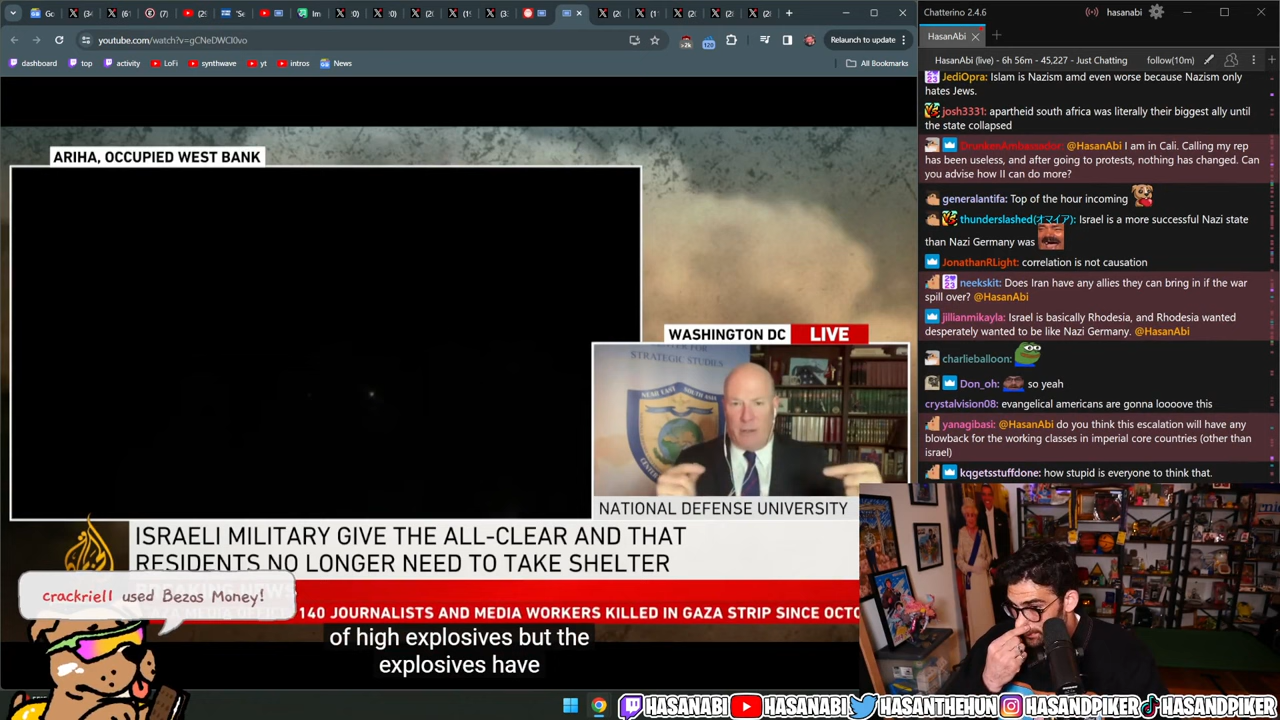 Go
(34
(61
(7)
(29
"Se
Im
Chatterino 2.4.6
hasanabi
youtube.com/watch?v=gCNeDWCI0vo
Relaunch to update
HasanAbi
dashboard
top
activity
LoFi
synthwave
yt
intros
News
All Bookmarks
HasanAbi (live) - 6h 56m - 45,227 - Just Chatting
follow(10m)
JediOpra: Islam is Nazism amd even worse because Nazism only
hates Jews.
josh3331: apartheid south africa was literally their biggest ally until
the state collapsed
DrunkenAmbassador: @HasanAbi I am in Cali. Calling my rep
has been useless, and after going to protests, nothing has changed. Can
you advise how II can do more?
generalantifa: Top of the hour incoming
thunderslashed(オマイア): Israel is a more successful Nazi state
than Nazi Germany was
JonathanRLight: correlation is not causation
neekskit: Does Iran have any allies they can bring in if the war
spill over? @HasanAbi
jillianmikayla: Israel is basically Rhodesia, and Rhodesia wanted
desperately wanted to be like Nazi Germany. @HasanAbi
charlieballoon:
Don_oh: so yeah
crystalvision08: evangelical americans are gonna loooove this
yanagibasi: @HasanAbi do you think this escalation will have any
blowback for the working classes in imperial core countries (other than
israel)
kqgetsstuffdone: how stupid is everyone to think that.
ARIHA, OCCUPIED WEST BANK
WASHINGTON DC LIVE
STRATEGIC STUDIES
NATIONAL DEFENSE UNIVERSITY
ISRAELI MILITARY GIVE THE ALL-CLEAR AND THAT
RESIDENTS NO LONGER NEED TO TAKE SHELTER
BREAKING NEWS
crackriell used Bezos Money!
140 JOURNALISTS AND MEDIA WORKERS KILLED IN GAZA STRIP SINCE OCTO
of high explosives but the
explosives have
HASANABI
HASANABI
HASANTHEHUN
HASANDPIKER
HASANDPIKER